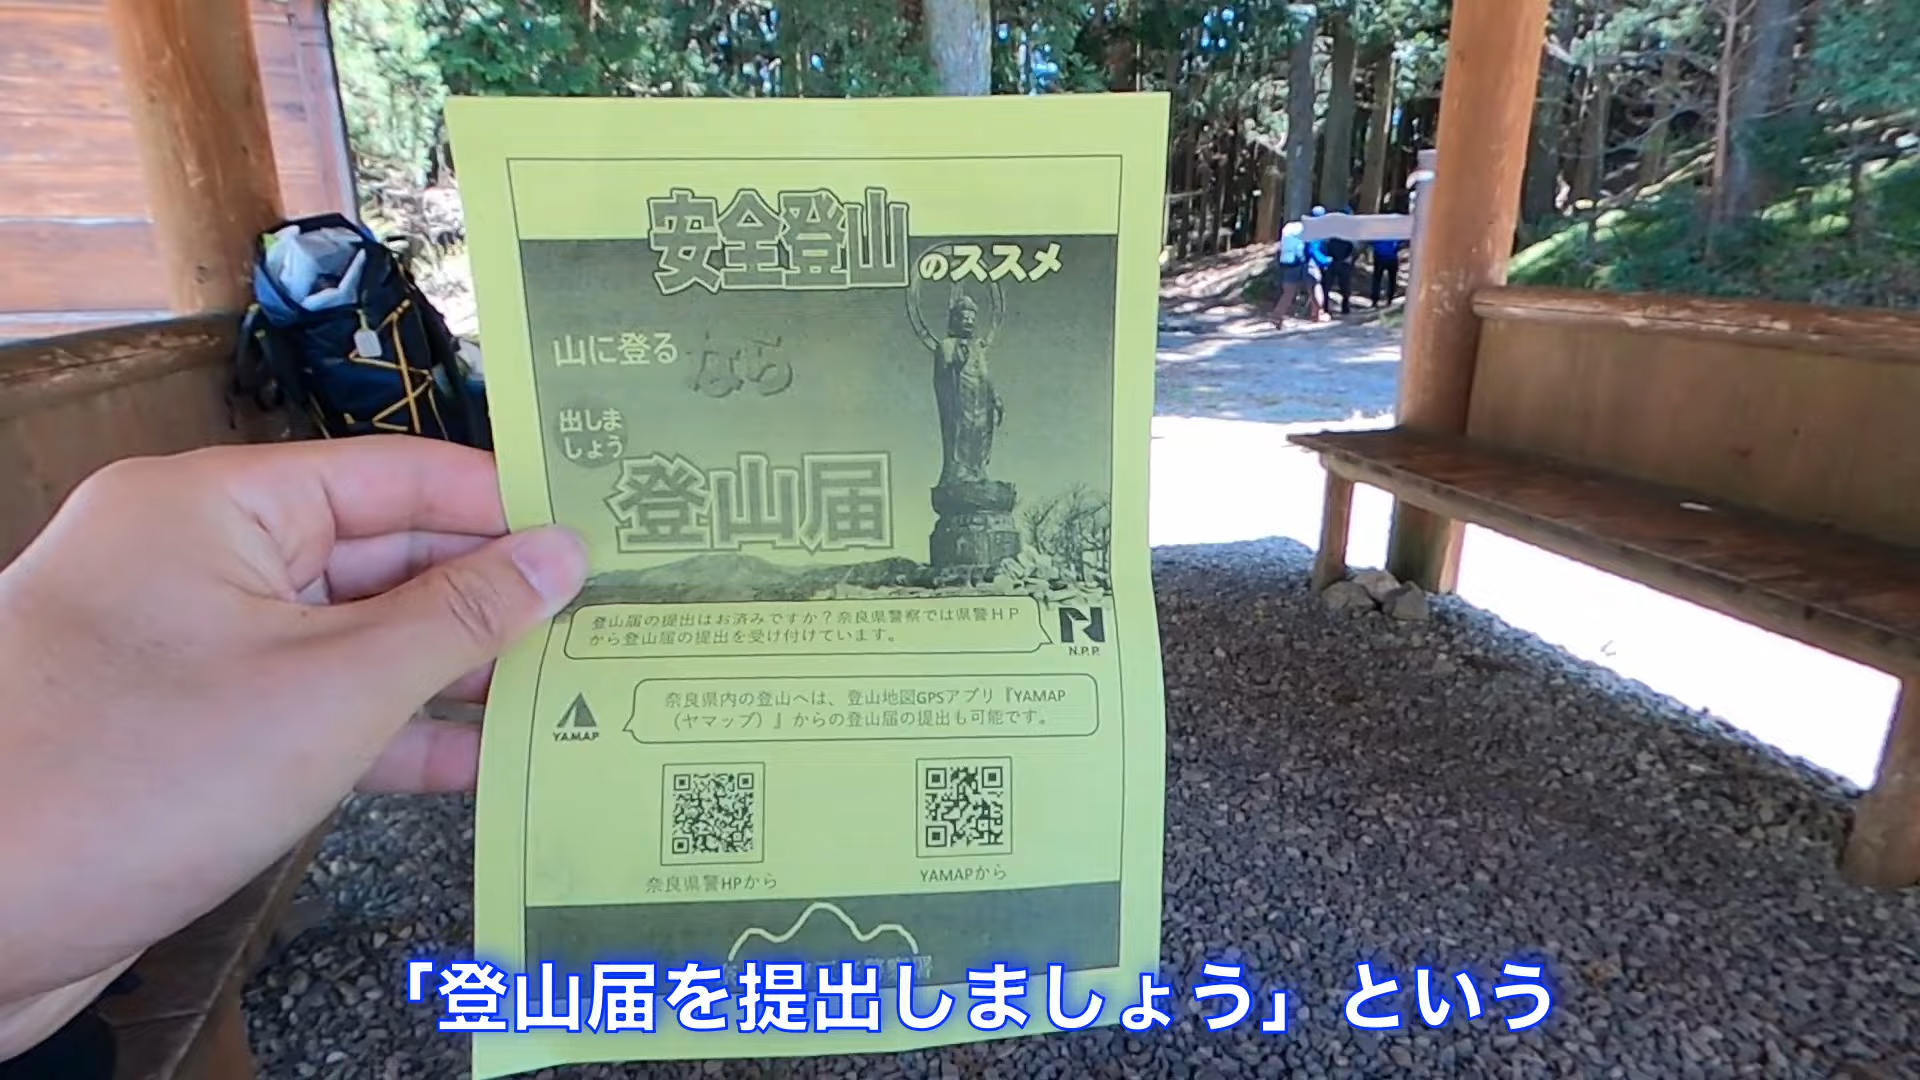 安全登山のススメ
山に登るなら
出しま
しょう
登山届
登山届の提出はお済みですか？奈良県警察では県警ＨＰ
から登山届の提出を受け付けています。
N.P.P.
奈良県内の登山へは、登山地図GPSアプリ『YAMAP
（ヤマップ）』からの登山届の提出も可能です。
YAMAP
奈良県警HPから
YAMAPから
「登山届を提出しましょう」という